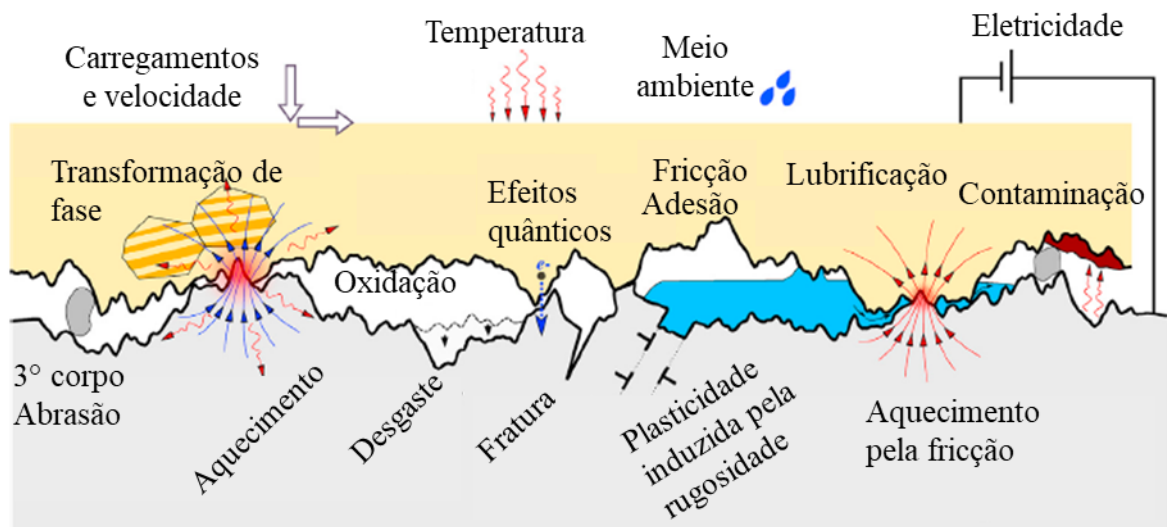 Carregamentos
e velocidade
Temperatura
Meio
ambiente
Eletricidade
Transformação de
fase
Efeitos
quânticos
Fricção
Adesão
Lubrificação
Contaminação
Oxidação
e-
3° corpo
Abrasão
Aquecimento
Desgaste
Fratura
Plasticidade
induzida pela
rugosidade
Aquecimento
pela fricção